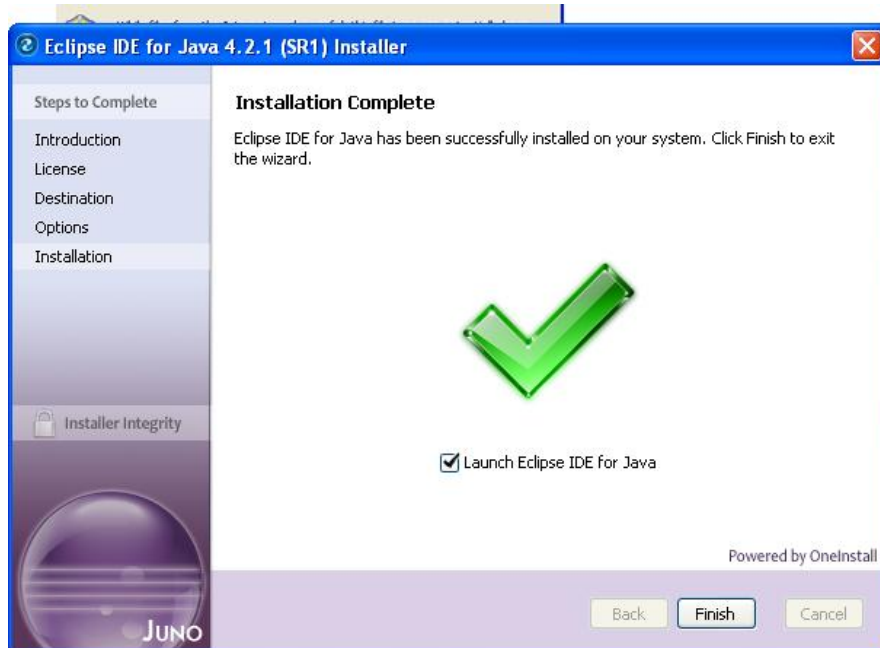 Eclipse IDE for Java 4.2.1 (SR1) Installer
Steps to Complete
Introduction
License
Destination
Options
Installation
Installer Integrity
JUNO
Installation Complete
Eclipse IDE for Java has been successfully installed on your system. Click Finish to exit
the wizard.
Launch Eclipse IDE for Java
Powered by OneInstall
Back
Finish
Cancel